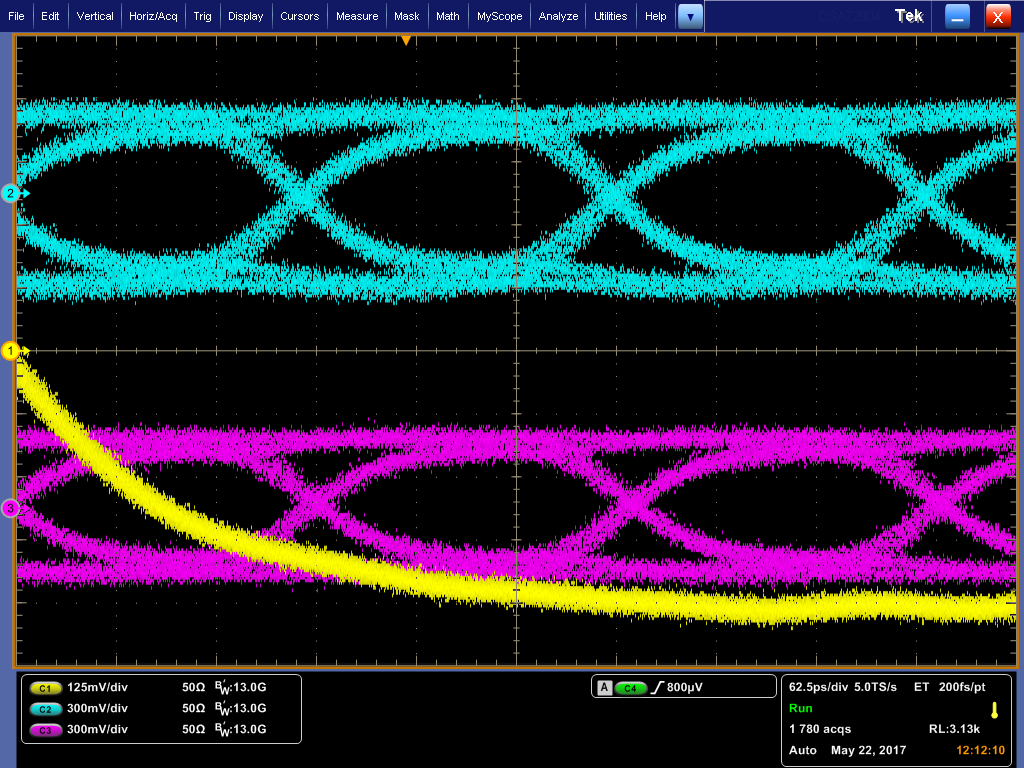 File Edit Vertical Horiz/Acq Trig Display Cursors Measure Mask Math MyScope Analyze Utilities Help Tek X
2
1
3
C1 125mV/div 50Ω BW:13.0G
C2 300mV/div 50Ω BW:13.0G
C3 300mV/div 50Ω BW:13.0G
A C4 800µV
62.5ps/div 5.0TS/s ET 200fs/pt
Run
1 780 acqs RL:3.13k
Auto May 22, 2017 12:12:10